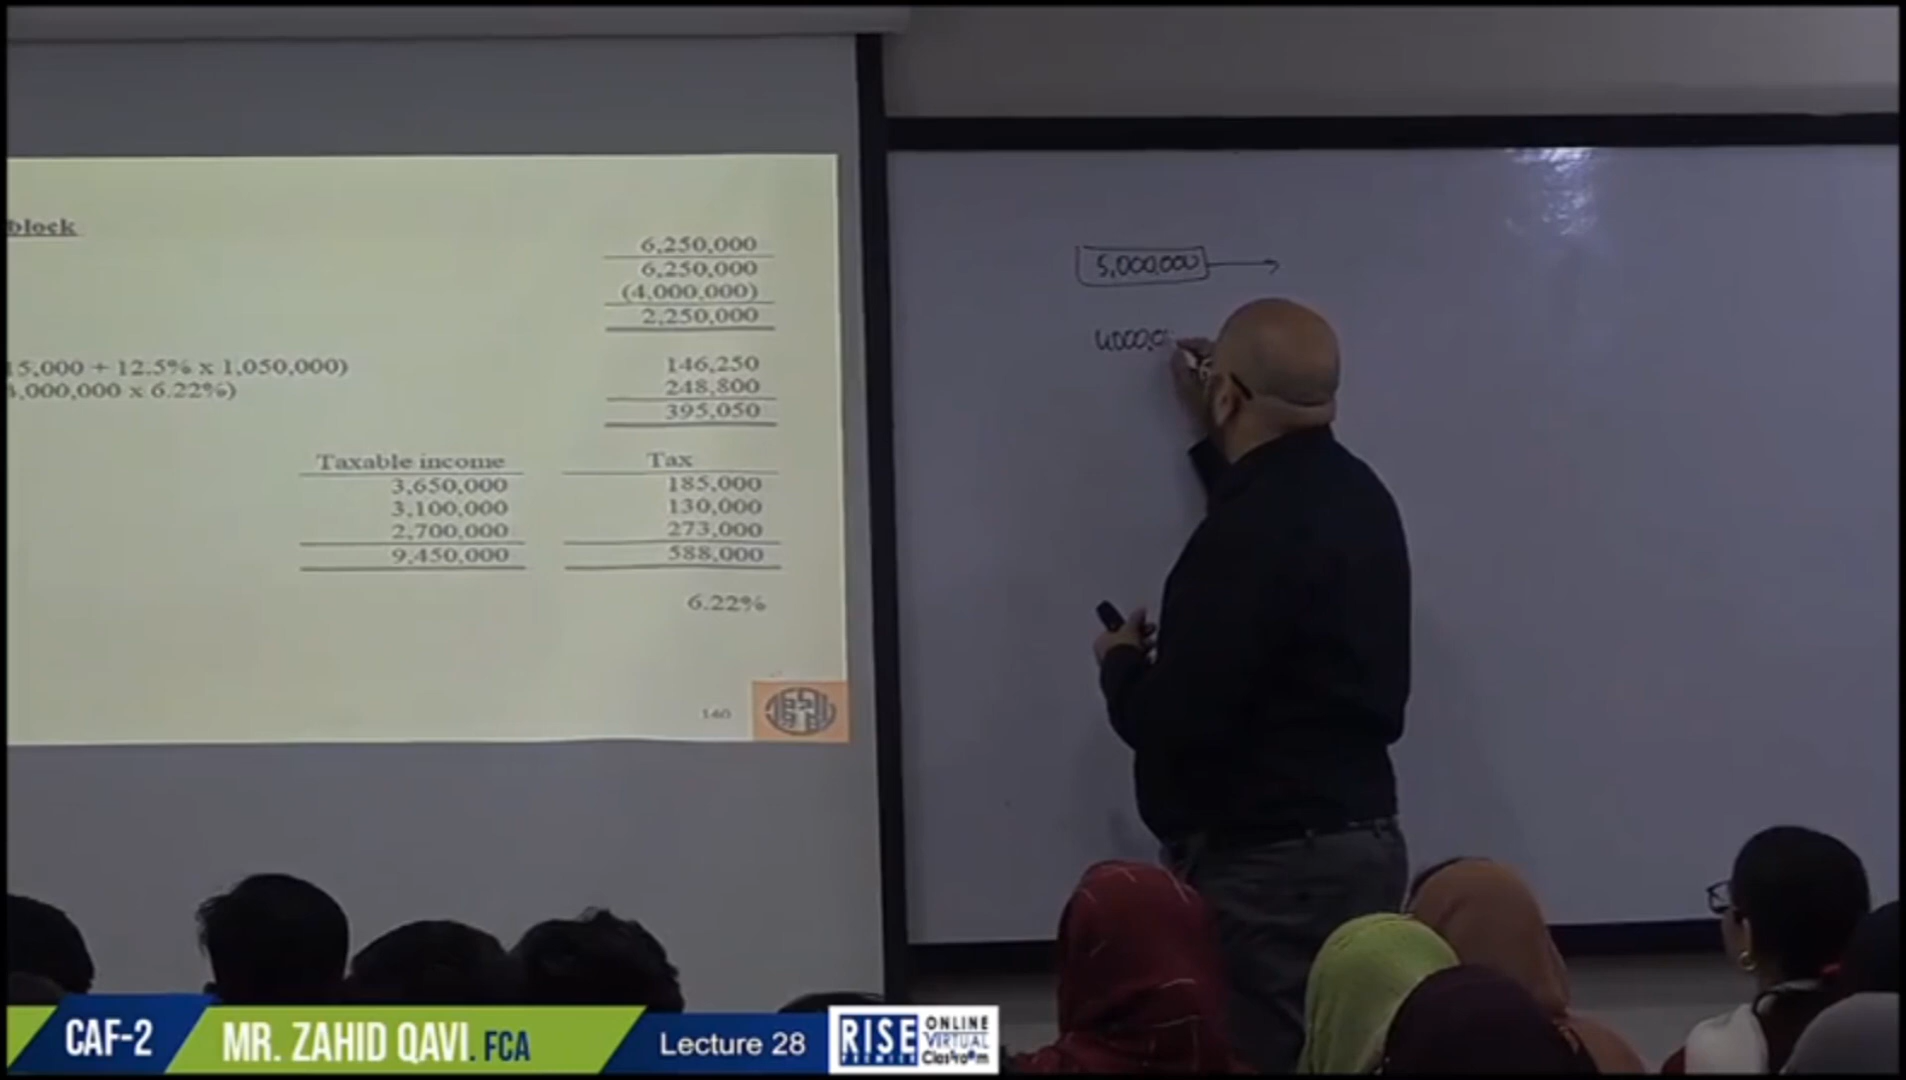 block
6,250,000
6,250,000
(4,000,000)
2,250,000
15,000 + 12.5% x 1,050,000) 146,250
,000,000 x 6.22%) 248,800
395,050
Taxable income Tax
3,650,000 185,000
3,100,000 130,000
2,700,000 273,000
9,450,000 588,000
6.22%
140
5,000,000
CAF-2 MR. ZAHID QAVI. FCA Lecture 28 RISE PREMIER ONLINE VIRTUAL Classroom